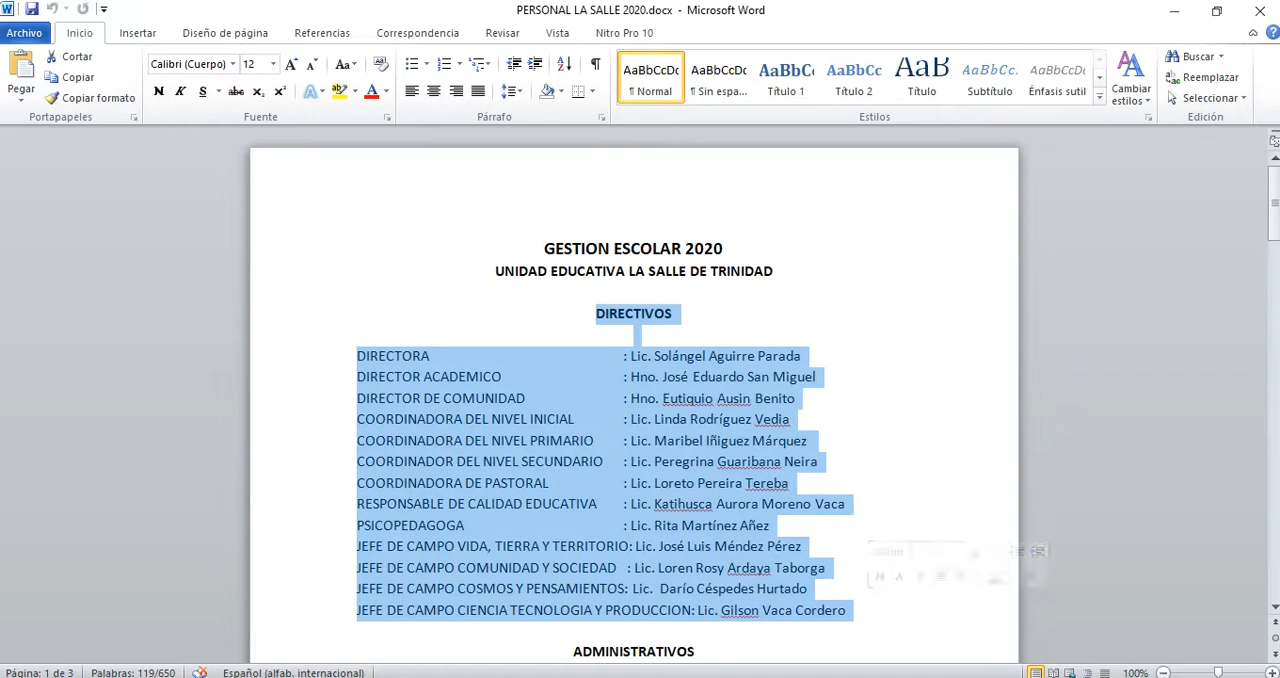 PERSONAL LA SALLE 2020.docx - Microsoft Word
Archivo Inicio Insertar Diseño de página Referencias Correspondencia Revisar Vista Nitro Pro 10
Pegar
Cortar
Copiar
Copiar formato
Portapapeles
Calibri (Cuerpo) 12
Fuente
Párrafo
AaBbCcDc AaBbCcDc AaBbC AaBbCc AaB AaBbCc. AaBbCcDc
¶ Normal ¶ Sin espa... Título 1 Título 2 Título Subtítulo Énfasis sutil
Estilos
Cambiar estilos
Buscar
Reemplazar
Seleccionar
Edición
GESTION ESCOLAR 2020
UNIDAD EDUCATIVA LA SALLE DE TRINIDAD
DIRECTIVOS
DIRECTORA : Lic. Solángel Aguirre Parada
DIRECTOR ACADEMICO : Hno. José Eduardo San Miguel
DIRECTOR DE COMUNIDAD : Hno. Eutiquio Ausin Benito
COORDINADORA DEL NIVEL INICIAL : Lic. Linda Rodríguez Vedia
COORDINADORA DEL NIVEL PRIMARIO : Lic. Maribel Iñiguez Márquez
COORDINADOR DEL NIVEL SECUNDARIO : Lic. Peregrina Guaribana Neira
COORDINADORA DE PASTORAL : Lic. Loreto Pereira Tereba
RESPONSABLE DE CALIDAD EDUCATIVA : Lic. Katihusca Aurora Moreno Vaca
PSICOPEDAGOGA : Lic. Rita Martínez Añez
JEFE DE CAMPO VIDA, TIERRA Y TERRITORIO: Lic. José Luis Méndez Pérez
JEFE DE CAMPO COMUNIDAD Y SOCIEDAD : Lic. Loren Rosy Ardaya Taborga
JEFE DE CAMPO COSMOS Y PENSAMIENTOS: Lic. Darío Céspedes Hurtado
JEFE DE CAMPO CIENCIA TECNOLOGIA Y PRODUCCION: Lic. Gilson Vaca Cordero
ADMINISTRATIVOS
Página: 1 de 3 Palabras: 119/650 Español (alfab. internacional) 100%